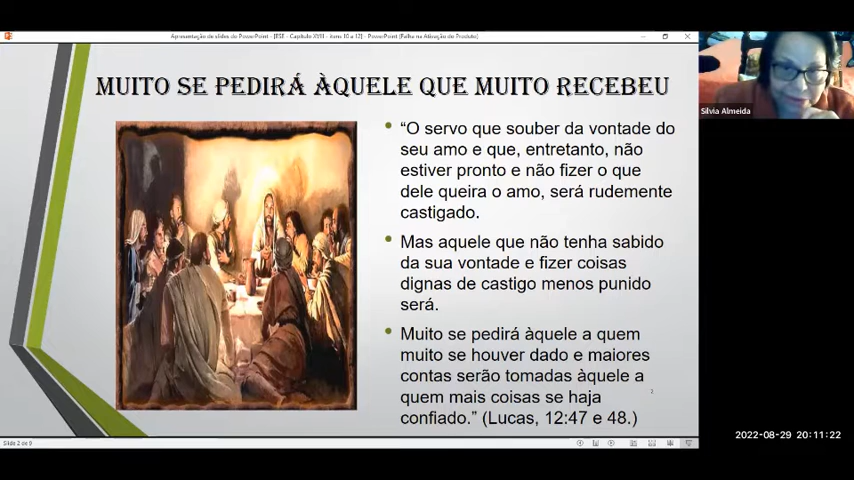 Apresentação de slides do PowerPoint - [ESE - Capítulo XVIII - itens 10 a 12] - PowerPoint (Falha na Ativação do Produto)
MUITO SE PEDIRÁ ÀQUELE QUE MUITO RECEBEU
Silvia Almeida
• “O servo que souber da vontade do
seu amo e que, entretanto, não
estiver pronto e não fizer o que
dele queira o amo, será rudemente
castigado.
• Mas aquele que não tenha sabido
da sua vontade e fizer coisas
dignas de castigo menos punido
será.
• Muito se pedirá àquele a quem
muito se houver dado e maiores
contas serão tomadas àquele a
quem mais coisas se haja
confiado.” (Lucas, 12:47 e 48.)
2022-08-29 20:11:22
Slide 2 de 9